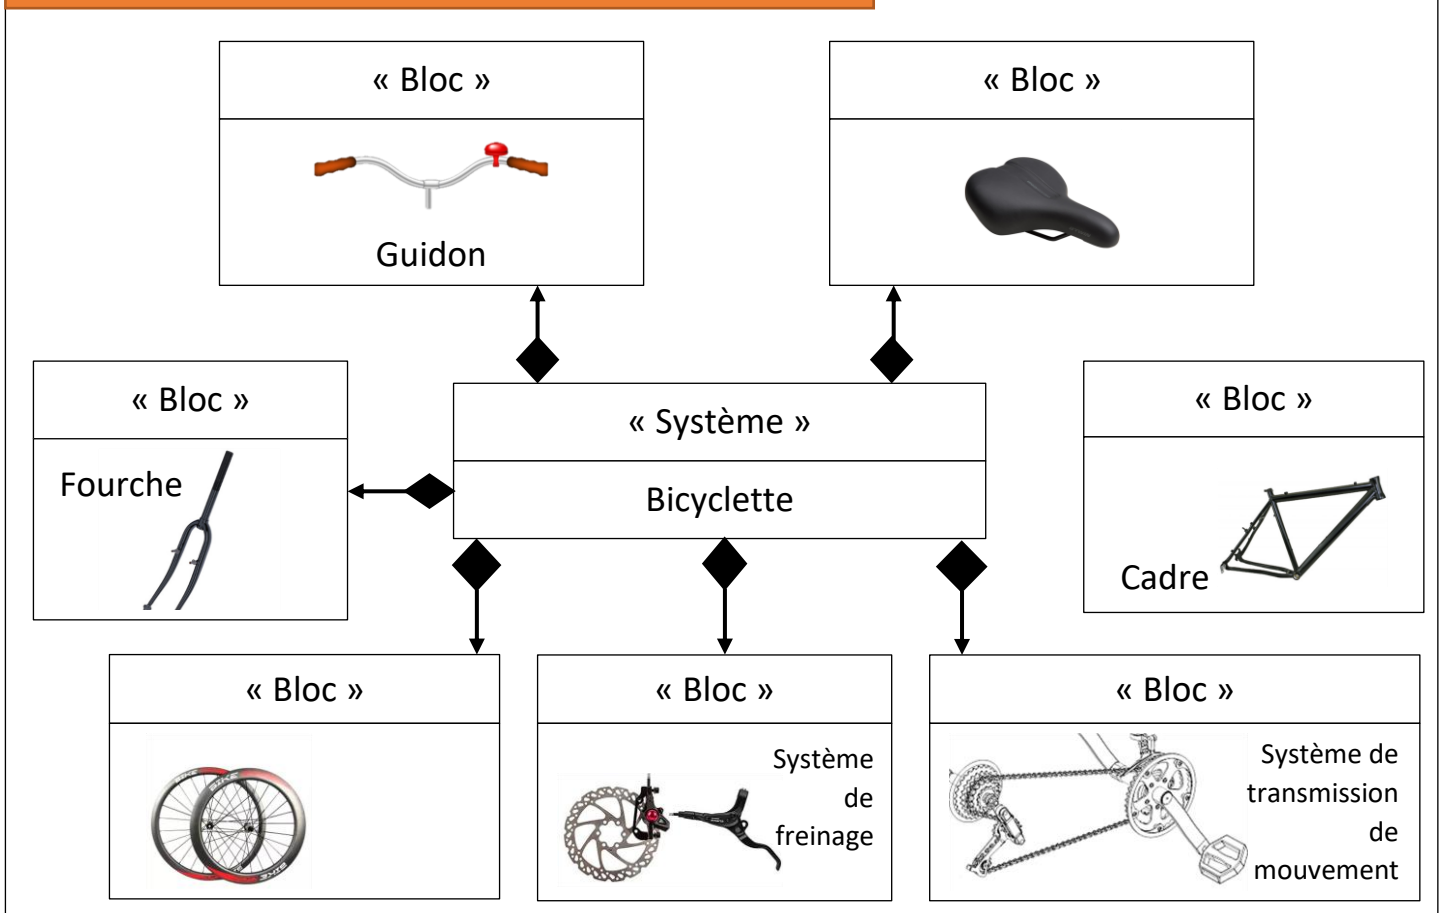 « Bloc »
« Bloc »
Guidon
« Bloc »
Fourche
« Système »
Bicyclette
« Bloc »
Cadre
« Bloc »
« Bloc »
Système
de
freinage
« Bloc »
Système de
transmission
de
mouvement